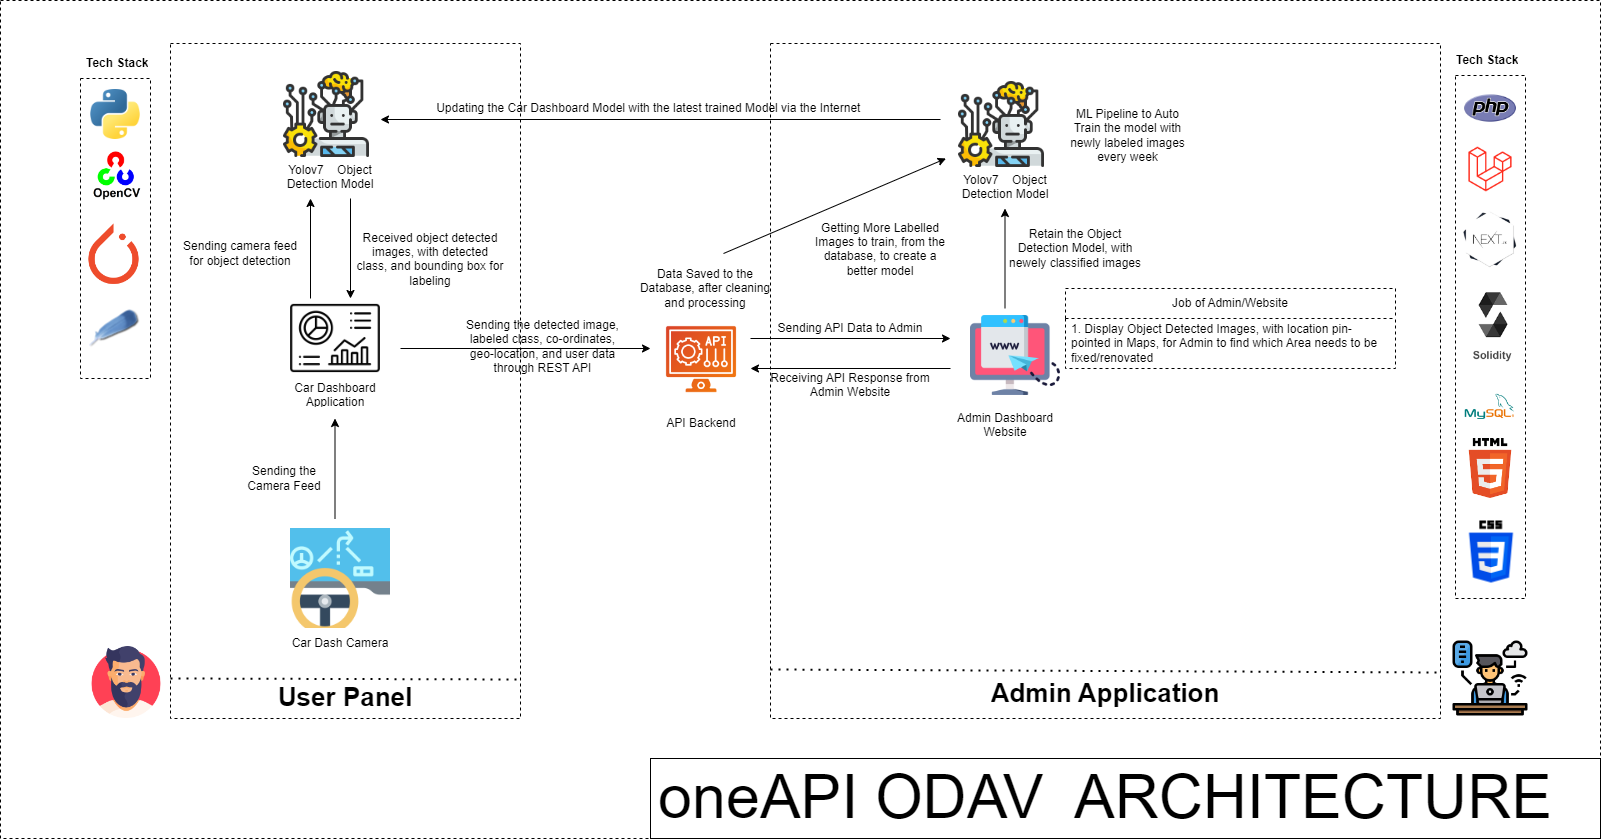 Tech Stack
OpenCV
Updating the Car Dashboard Model with the latest trained Model via the Internet
Yolov7 Object
Detection Model
Sending camera feed
for object detection
Received object detected
images, with detected
class, and bounding box for
labeling
Car Dashboard
Application
Sending the
Camera Feed
Car Dash Camera
User Panel
Sending the detected image,
labeled class, co-ordinates,
geo-location, and user data
through REST API
Data Saved to the
Database, after cleaning
and processing
API
API Backend
Getting More Labelled
Images to train, from the
database, to create a
better model
Sending API Data to Admin
Receiving API Response from
Admin Website
Yolov7 Object
Detection Model
ML Pipeline to Auto
Train the model with
newly labeled images
every week
Retain the Object
Detection Model, with
newly classified images
www
Admin Dashboard
Website
Job of Admin/Website
1. Display Object Detected Images, with location pin-
pointed in Maps, for Admin to find which Area needs to be
fixed/renovated
Admin Application
Tech Stack
php
NEXT
Solidity
MySQL
HTML
5
CSS
3
oneAPI ODAV ARCHITECTURE